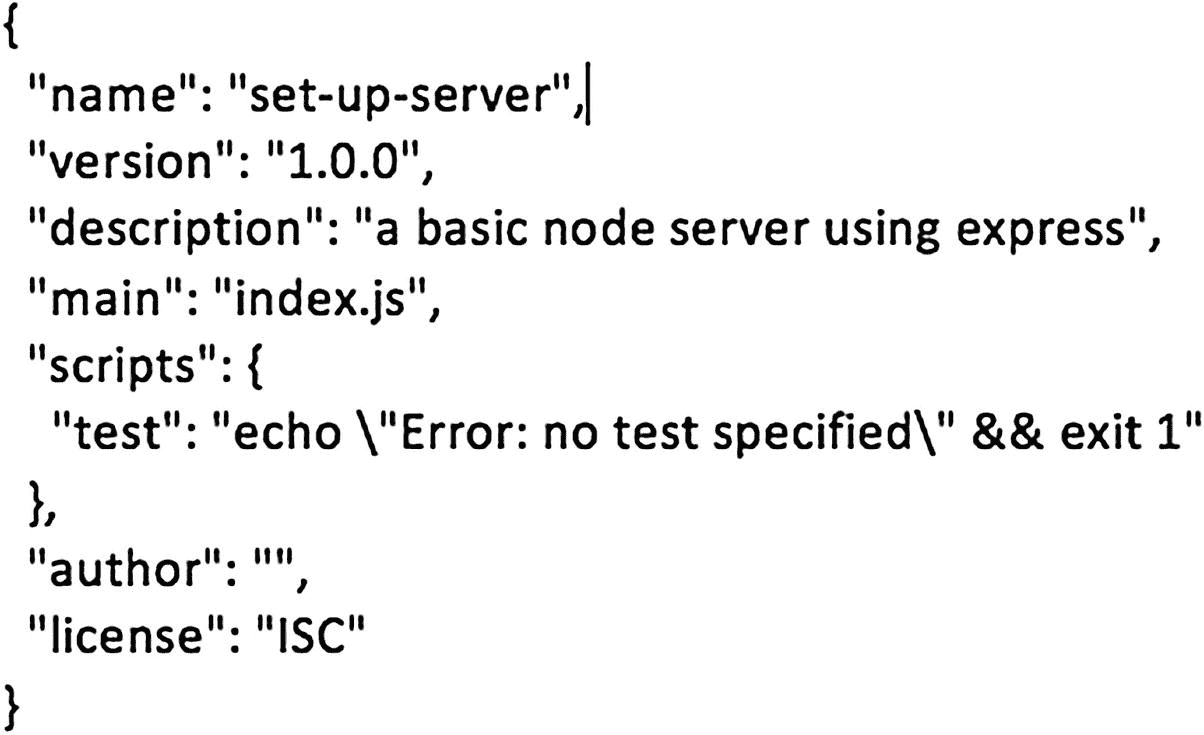 {
"name": "set-up-server",
"version": "1.0.0",
"description": "a basic node server using express",
"main": "index.js",
"scripts": {
"test": "echo \"Error: no test specified\" && exit 1"
},
"author": "",
"license": "ISC"
}